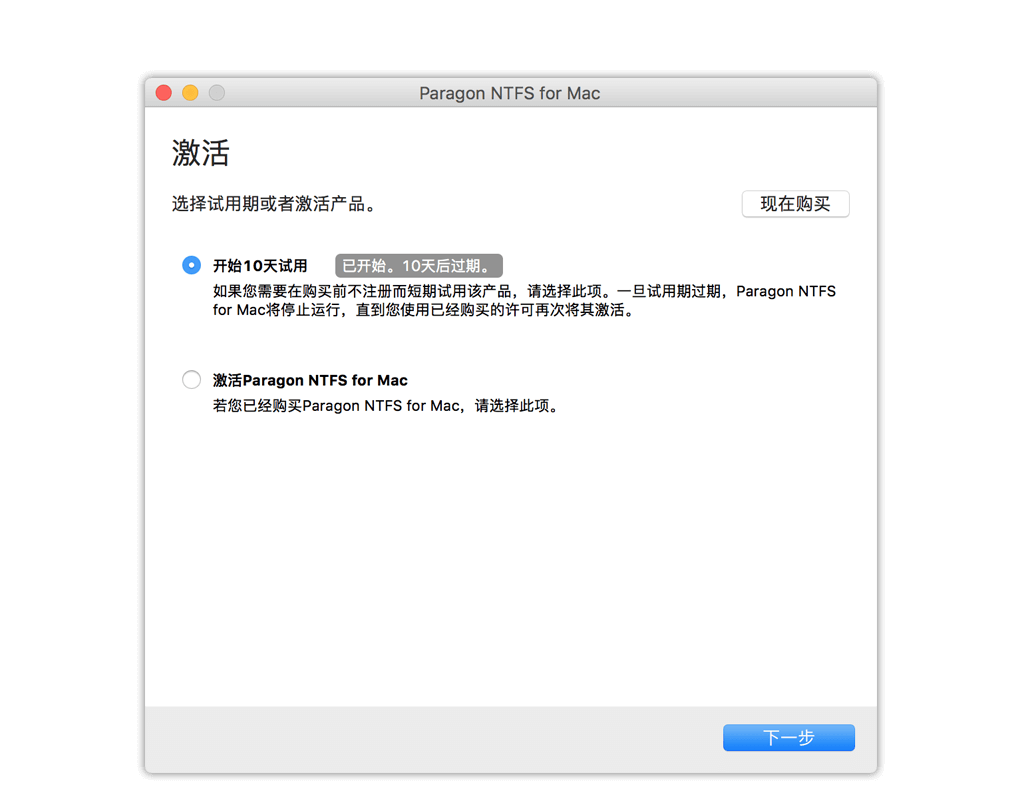 Paragon NTFS for Mac
激活
选择试用期或者激活产品。
现在购买
开始10天试用
已开始。10天后过期。
如果您需要在购买前不注册而短期试用该产品，请选择此项。一旦试用期过期，Paragon NTFS
for Mac将停止运行，直到您使用已经购买的许可再次将其激活。
激活Paragon NTFS for Mac
若您已经购买Paragon NTFS for Mac，请选择此项。
下一步